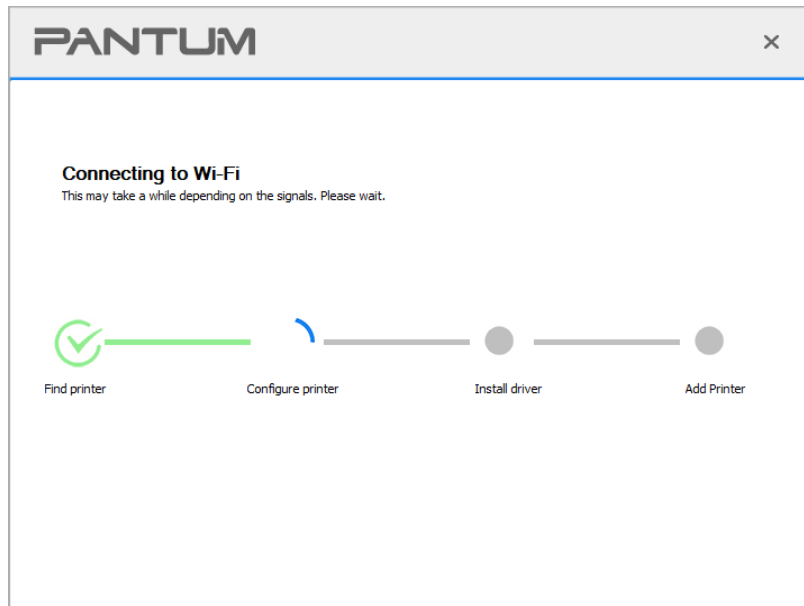 PANTUM
Connecting to Wi-Fi
This may take a while depending on the signals. Please wait.
Find printer
Configure printer
Install driver
Add Printer